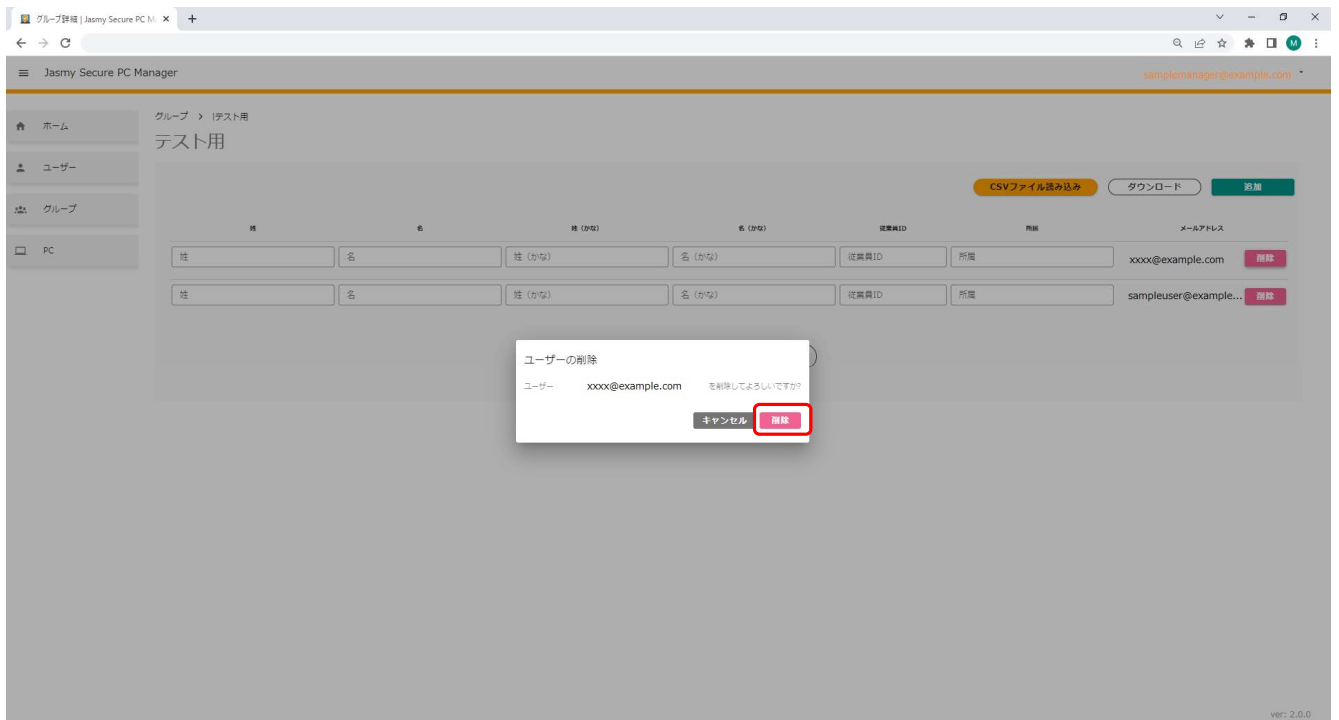 グループ詳細 | Jasmy Secure PC M
Jasmy Secure PC Manager
samplemanager@example.com
ホーム
ユーザー
グループ
PC
グループ > lテスト用
テスト用
CSVファイル読み込み ダウンロード 追加
姓 名 姓（かな） 名（かな） 従業員ID 所属 メールアドレス
姓 名 姓（かな） 名（かな） 従業員ID 所属 xxxx@example.com 削除
姓 名 姓（かな） 名（かな） 従業員ID 所属 sampleuser@example... 削除
ユーザーの削除
ユーザー xxxx@example.com を削除してよろしいですか?
キャンセル 削除
M
ver: 2.0.0